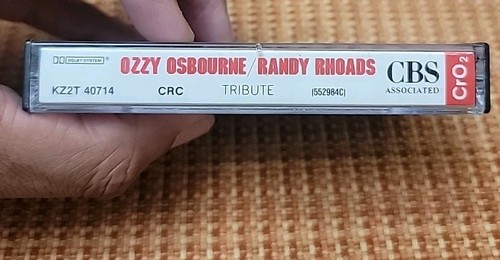 DOLBY SYSTEM®
OZZY OSBOURNE/RANDY RHOADS
CBS
ASSOCIATED
KZ2T 40714 CRC TRIBUTE (552984C)
CrO₂